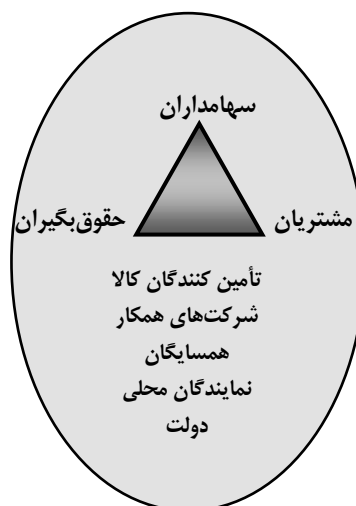 سهامداران
مشتریان
حقوق‌بگیران
تأمین کنندگان کالا
شرکت‌های همکار
همسایگان
نمایندگان محلی
دولت